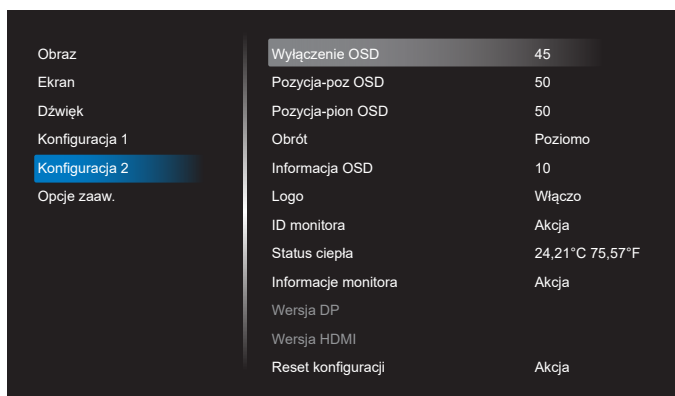 Obraz
Ekran
Dźwięk
Konfiguracja 1
Konfiguracja 2
Opcje zaaw.
Wyłączenie OSD 45
Pozycja-poz OSD 50
Pozycja-pion OSD 50
Obrót Poziomo
Informacja OSD 10
Logo Włączo
ID monitora Akcja
Status ciepła 24,21°C 75,57°F
Informacje monitora Akcja
Wersja DP
Wersja HDMI
Reset konfiguracji Akcja